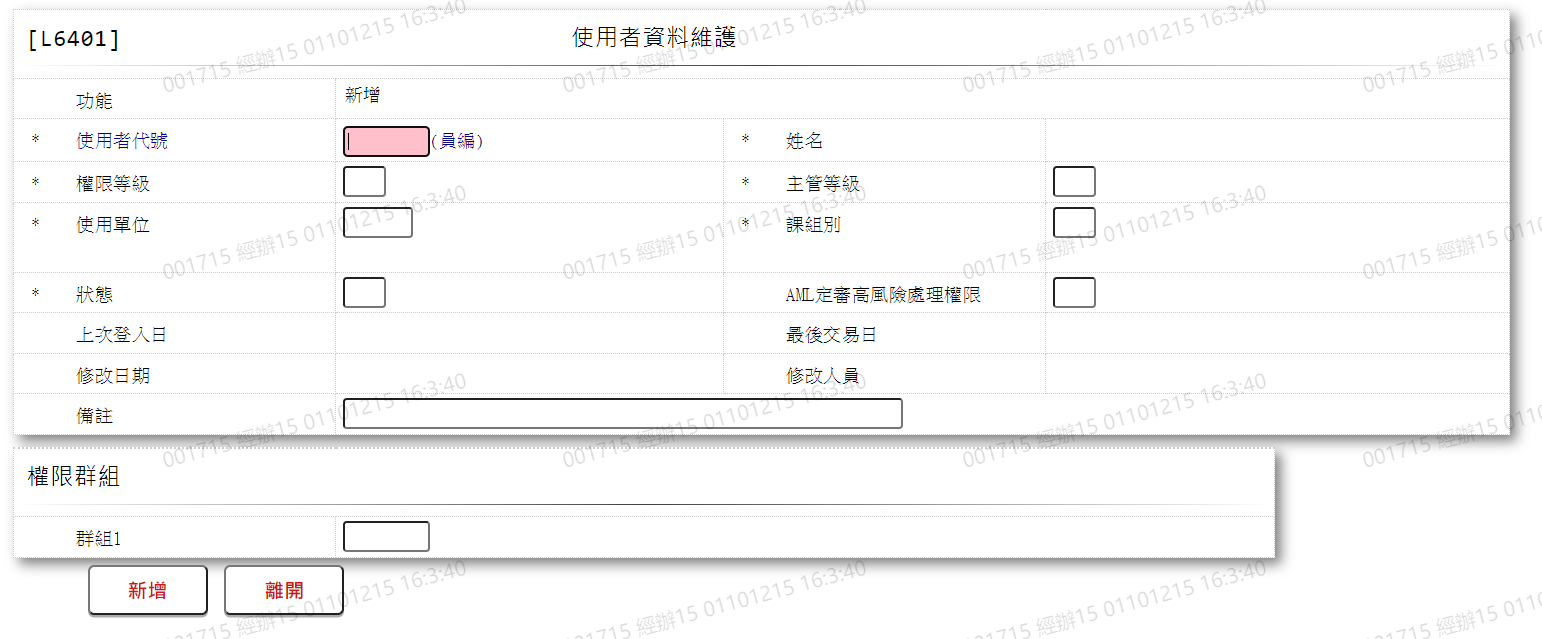 [L6401] 使用者資料維護
功能 新增
* 使用者代號 (員編) * 姓名
* 權限等級 * 主管等級
* 使用單位 * 課組別
* 狀態 AML定審高風險處理權限
上次登入日 最後交易日
修改日期 修改人員
備註
權限群組
群組1
新增 離開
001715 經辦15 01101215 16:3:40